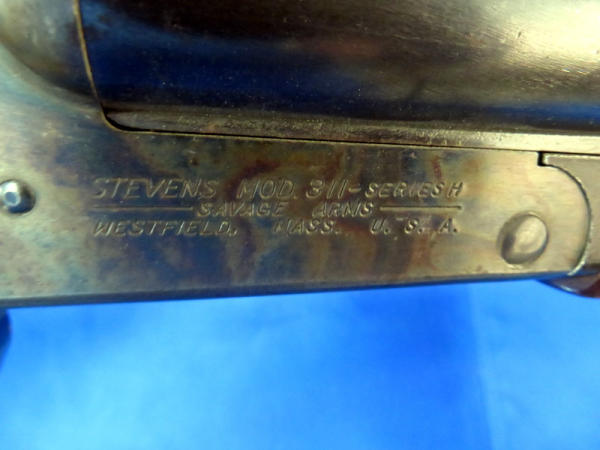 STEVENS MOD. 311-SERIES H
SAVAGE ARMS
WESTFIELD, MASS. U. S. A.